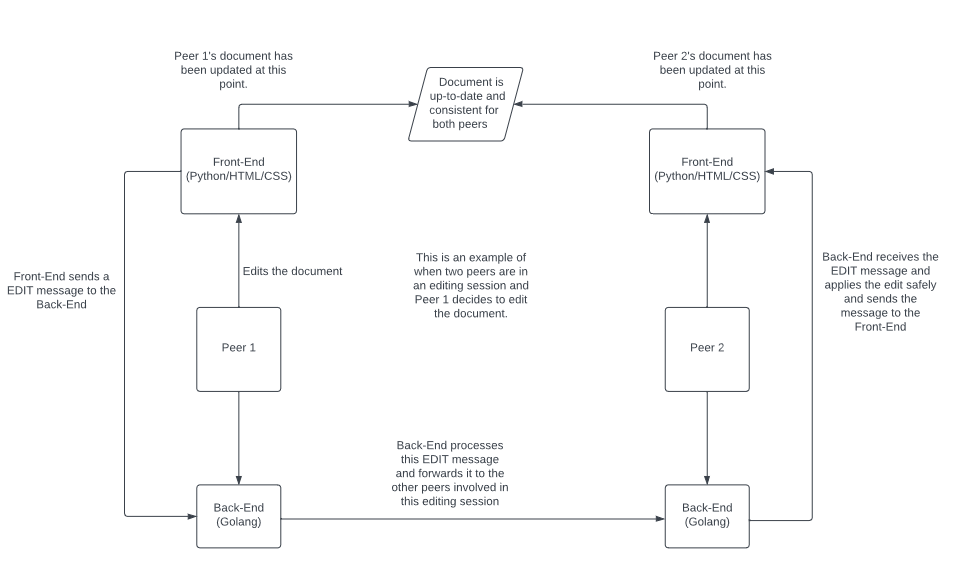 Peer 1's document has
been updated at this
point.
Peer 2's document has
been updated at this
point.
Document is
up-to-date and
consistent for
both peers
Front-End
(Python/HTML/CSS)
Front-End
(Python/HTML/CSS)
Edits the document
Front-End sends a
EDIT message to the
Back-End
This is an example of
when two peers are in
an editing session and
Peer 1 decides to edit
the document.
Back-End receives the
EDIT message and
applies the edit safely
and sends the
message to the
Front-End
Peer 1
Peer 2
Back-End processes
this EDIT message
and forwards it to the
other peers involved in
this editing session
Back-End
(Golang)
Back-End
(Golang)